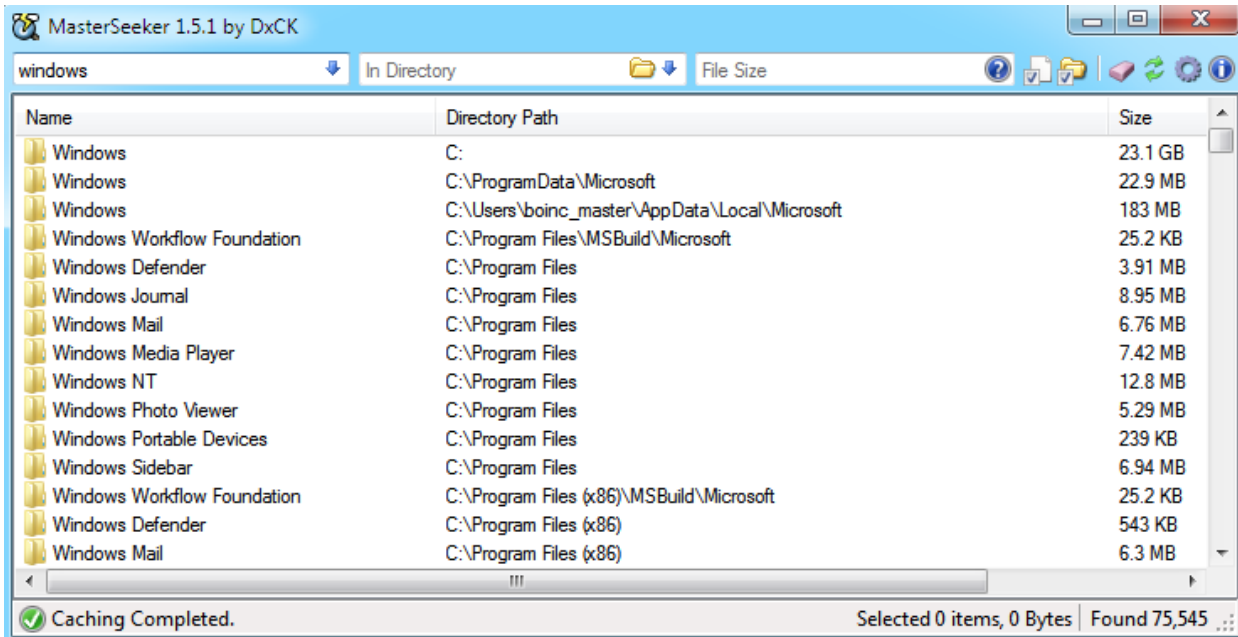 MasterSeeker 1.5.1 by DxCK
windows In Directory File Size
Name Directory Path Size
Windows C: 23.1 GB
Windows C:\ProgramData\Microsoft 22.9 MB
Windows C:\Users\boinc_master\AppData\Local\Microsoft 183 MB
Windows Workflow Foundation C:\Program Files\MSBuild\Microsoft 25.2 KB
Windows Defender C:\Program Files 3.91 MB
Windows Journal C:\Program Files 8.95 MB
Windows Mail C:\Program Files 6.76 MB
Windows Media Player C:\Program Files 7.42 MB
Windows NT C:\Program Files 12.8 MB
Windows Photo Viewer C:\Program Files 5.29 MB
Windows Portable Devices C:\Program Files 239 KB
Windows Sidebar C:\Program Files 6.94 MB
Windows Workflow Foundation C:\Program Files (x86)\MSBuild\Microsoft 25.2 KB
Windows Defender C:\Program Files (x86) 543 KB
Windows Mail C:\Program Files (x86) 6.3 MB
Caching Completed. Selected 0 items, 0 Bytes Found 75,545